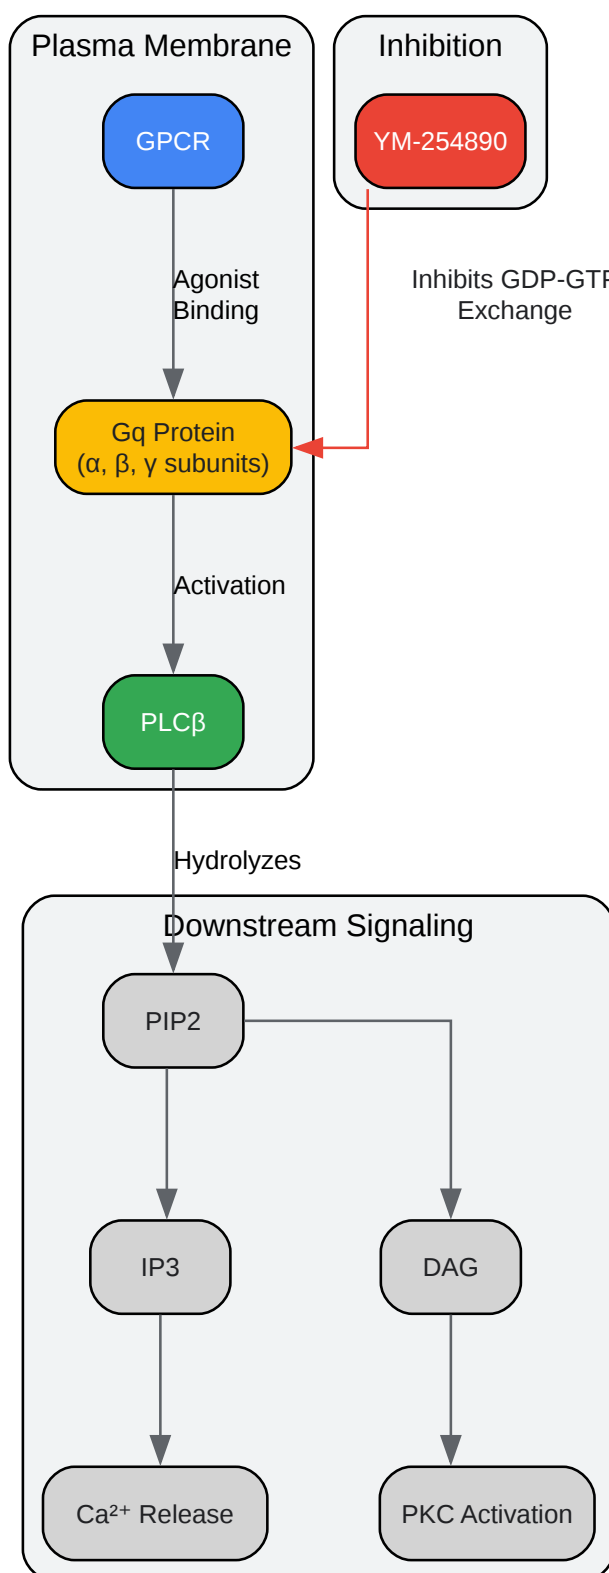 Plasma Membrane
Inhibition
GPCR
YM-254890
Agonist
Binding
Inhibits GDP-GTP
Exchange
Gq Protein
(α, β, γ subunits)
Activation
PLCβ
Hydrolyzes
Downstream Signaling
PIP2
IP3
DAG
Ca²⁺ Release
PKC Activation